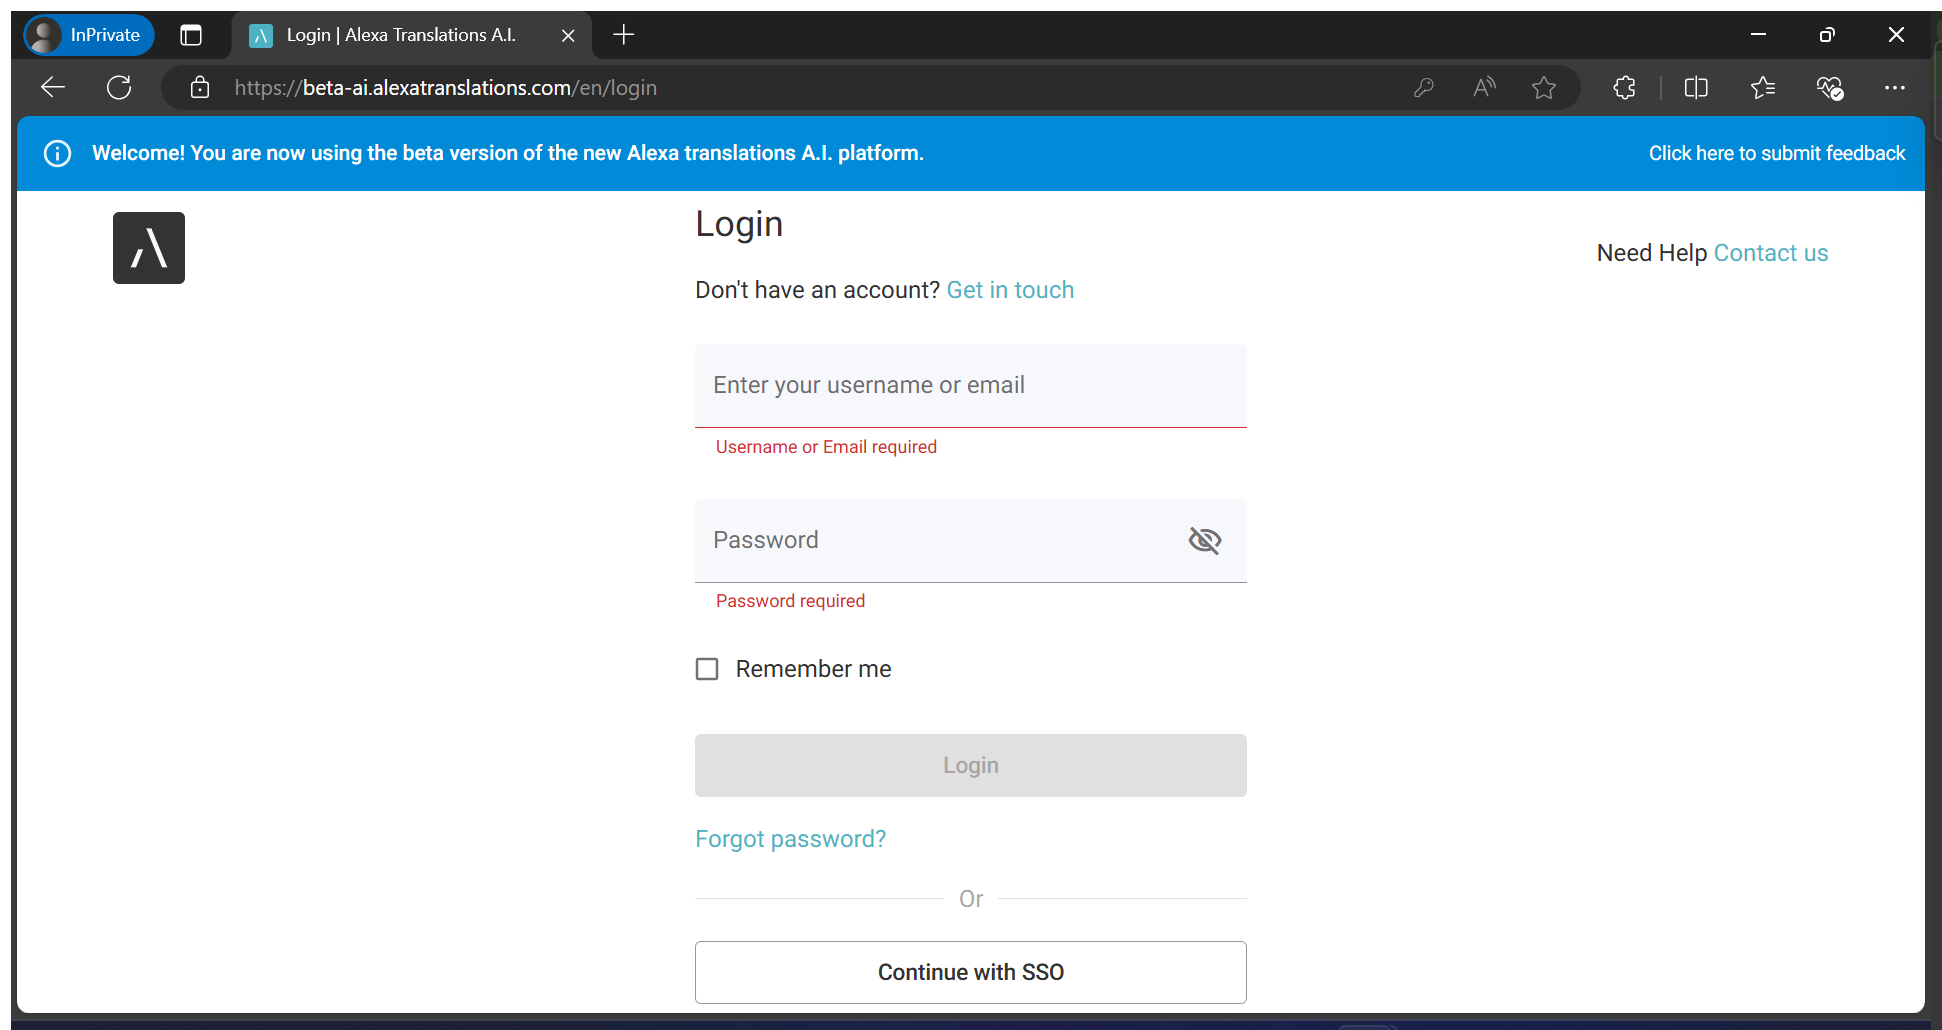 InPrivate
Login | Alexa Translations A.I.
https://beta-ai.alexatranslations.com/en/login
Welcome! You are now using the beta version of the new Alexa translations A.I. platform.
Click here to submit feedback
Login
Need Help Contact us
Don't have an account? Get in touch
Enter your username or email
Username or Email required
Password
Password required
Remember me
Login
Forgot password?
Or
Continue with SSO